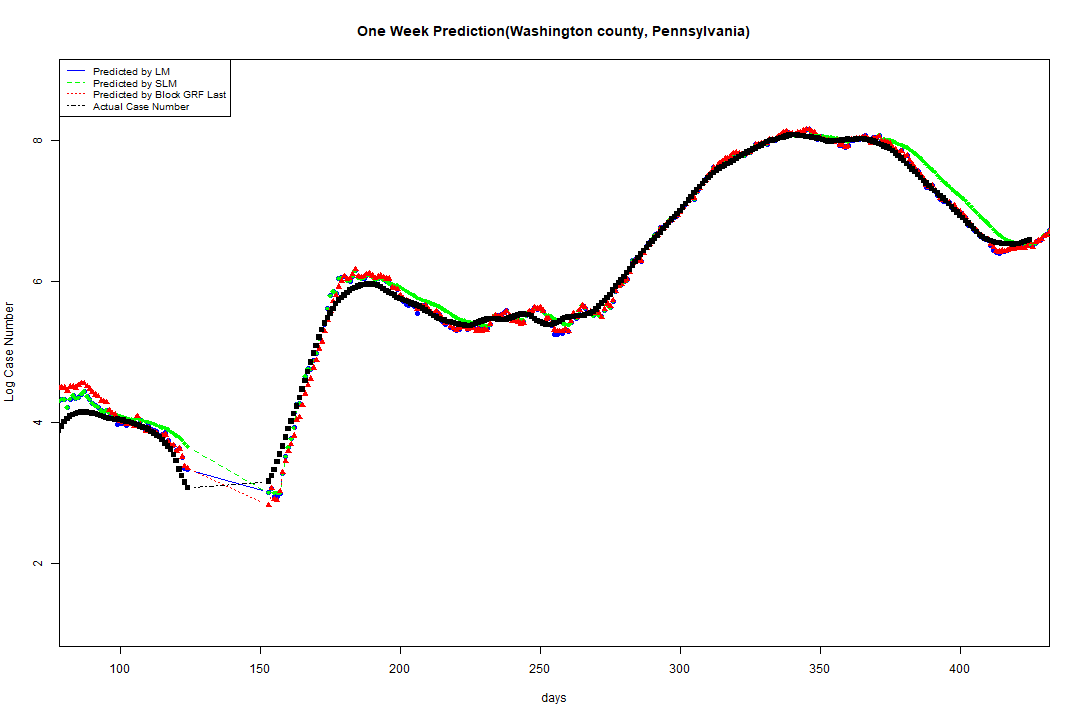 One Week Prediction(Washington county, Pennsylvania)
Predicted by LM
Predicted by SLM
Predicted by Block GRF Last
Actual Case Number
8
6
4
2
Log Case Number
100 150 200 250 300 350 400
days